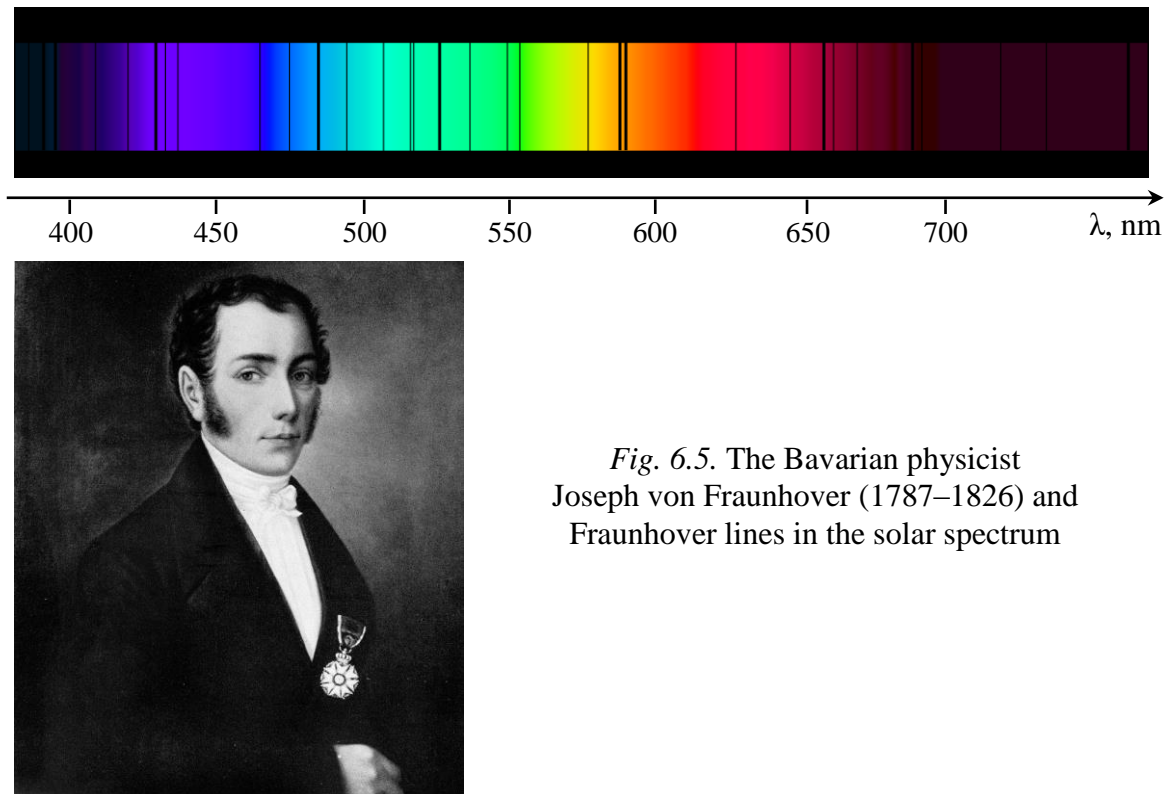 400 450 500 550 600 650 700 λ, nm
Fig. 6.5. The Bavarian physicist
Joseph von Fraunhover (1787–1826) and
Fraunhover lines in the solar spectrum